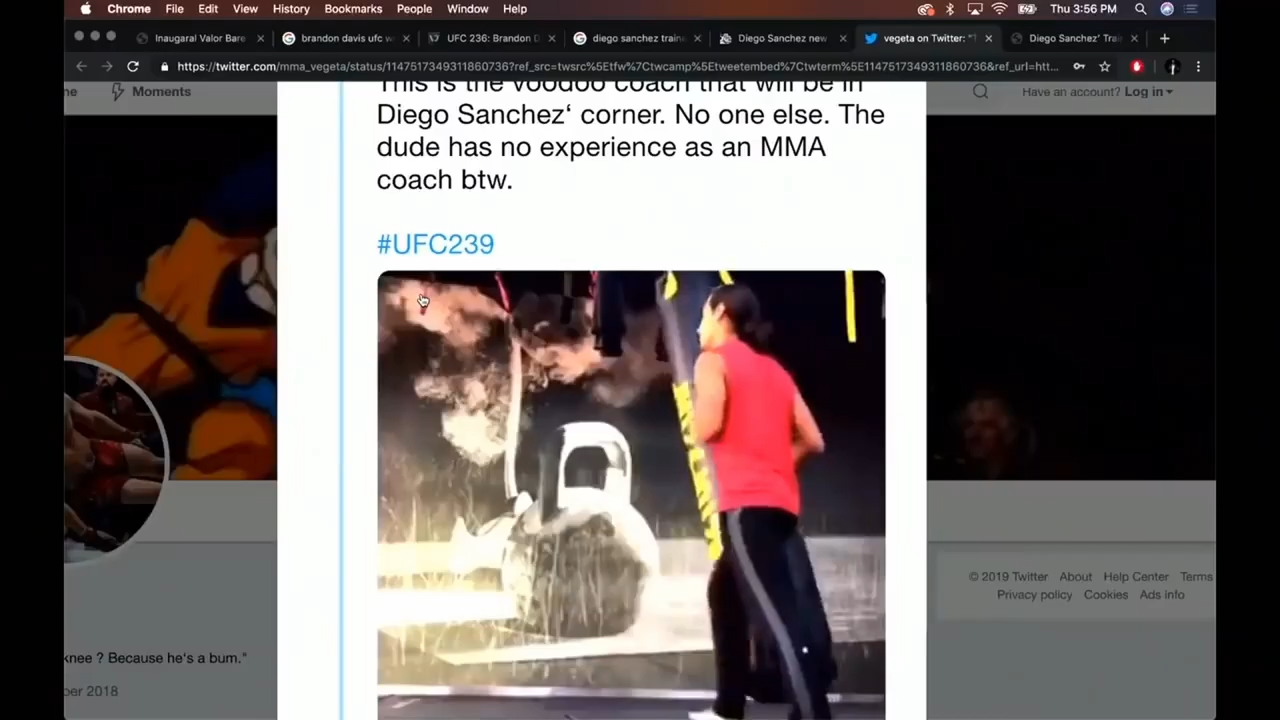 Chrome File Edit View History Bookmarks People Window Help Thu 3:56 PM
Inaugaral Valor Bare brandon davis ufc w UFC 236: Brandon D diego sanchez traine Diego Sanchez new vegeta on Twitter: "T Diego Sanchez' Trai
https://twitter.com/mma_vegeta/status/1147517349311860736?ref_src=twsrc%5Etfw%7Ctwcamp%5Etweetembed%7Ctwterm%5E1147517349311860736&ref_url=htt...
me Moments Have an account? Log in
This is the voodoo coach that will be in
Diego Sanchez‘ corner. No one else. The
dude has no experience as an MMA
coach btw.
#UFC239
© 2019 Twitter About Help Center Terms
Privacy policy Cookies Ads info
knee ? Because he's a bum."
ber 2018